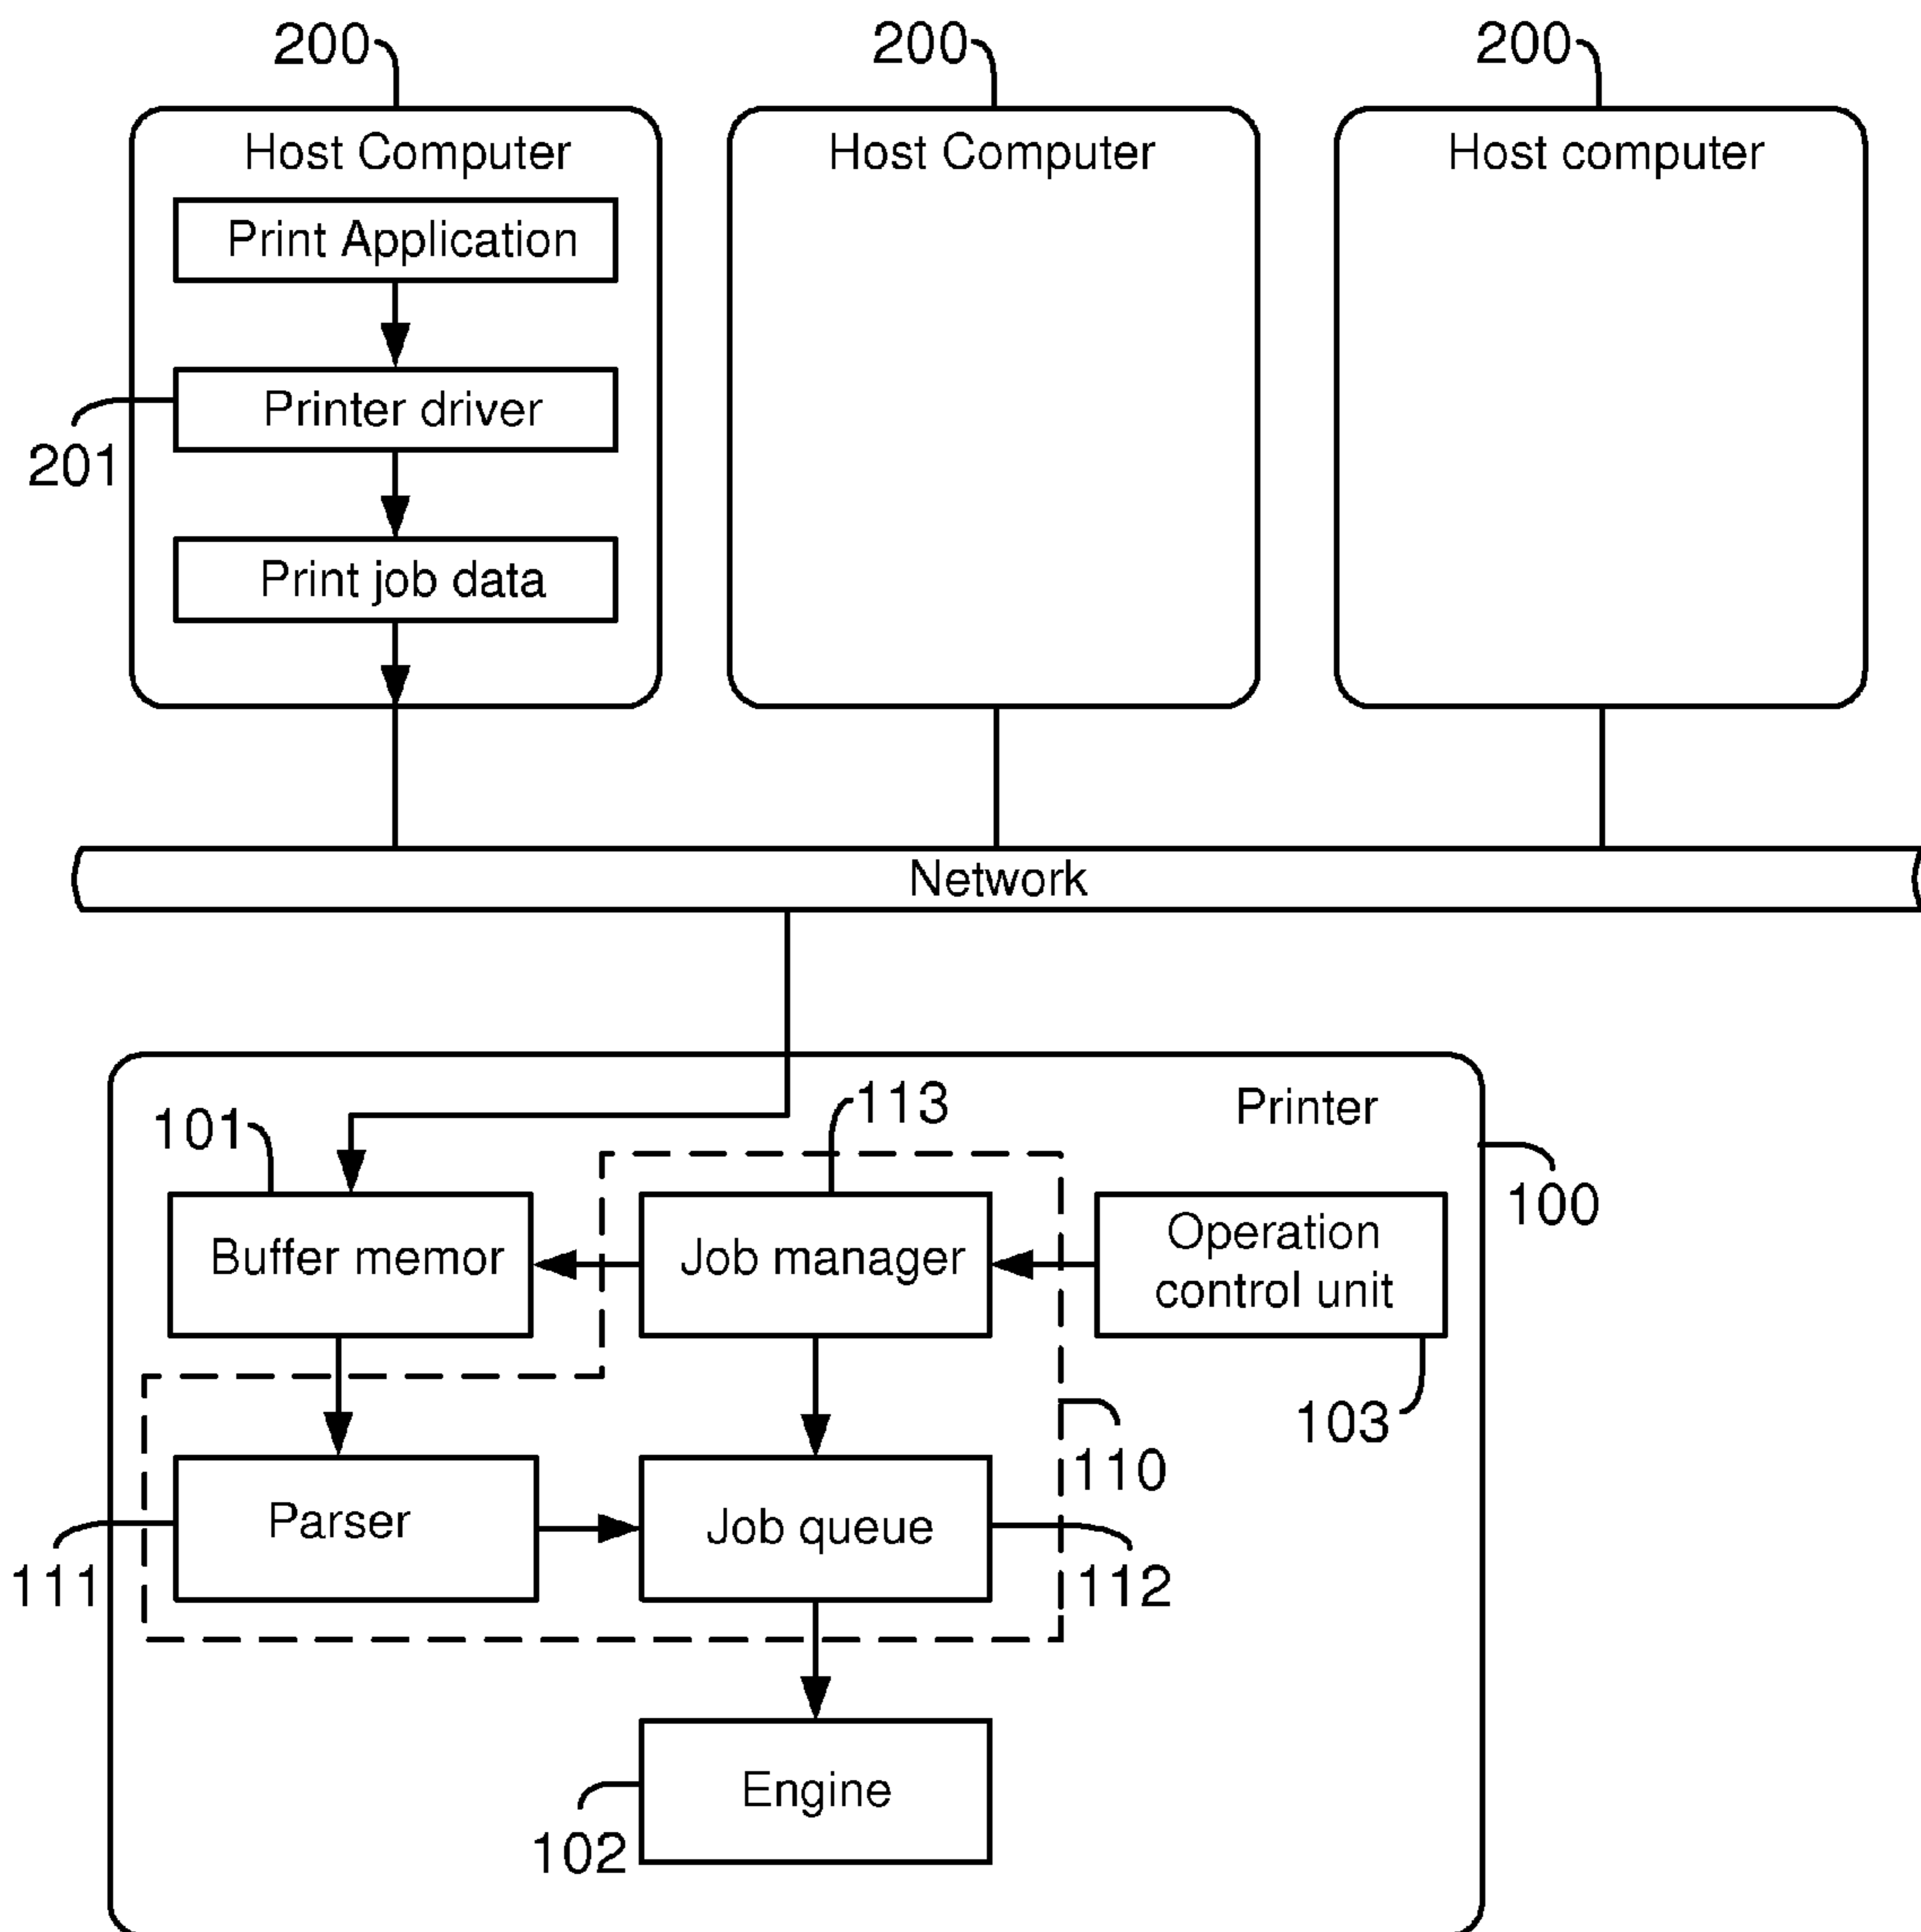 200
200
200
Host Computer
Host Computer
Host computer
Print Application
Printer driver
201
Print job data
Network
Printer
113
101
100
Buffer memor
Job manager
Operation
control unit
103
110
Parser
Job queue
111
112
Engine
102